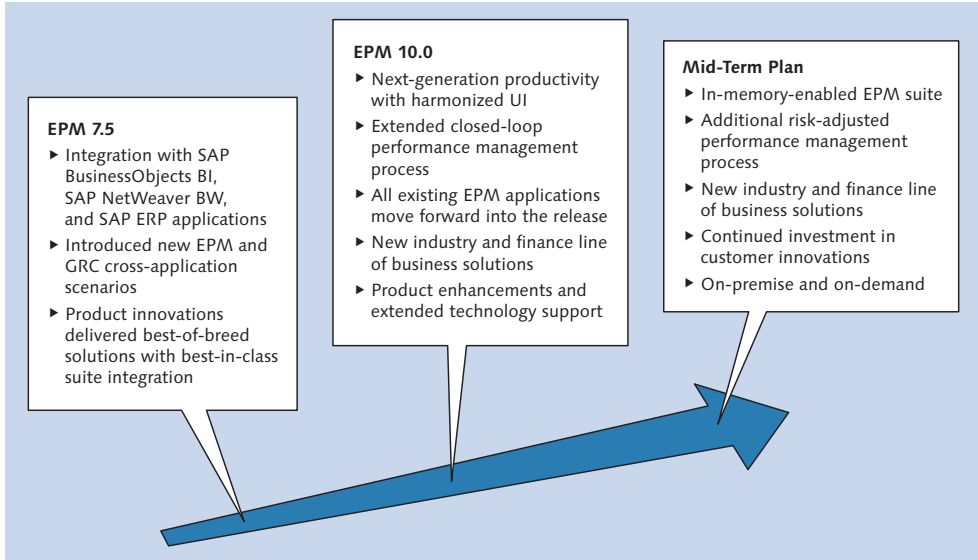 EPM 7.5
▸ Integration with SAP
BusinessObjects BI,
SAP NetWeaver BW,
and SAP ERP applications
▸ Introduced new EPM and
GRC cross-application
scenarios
▸ Product innovations
delivered best-of-breed
solutions with best-in-class
suite integration
EPM 10.0
▸ Next-generation productivity
with harmonized UI
▸ Extended closed-loop
performance management
process
▸ All existing EPM applications
move forward into the release
▸ New industry and finance line
of business solutions
▸ Product enhancements and
extended technology support
Mid-Term Plan
▸ In-memory-enabled EPM suite
▸ Additional risk-adjusted
performance management
process
▸ New industry and finance line
of business solutions
▸ Continued investment in
customer innovations
▸ On-premise and on-demand